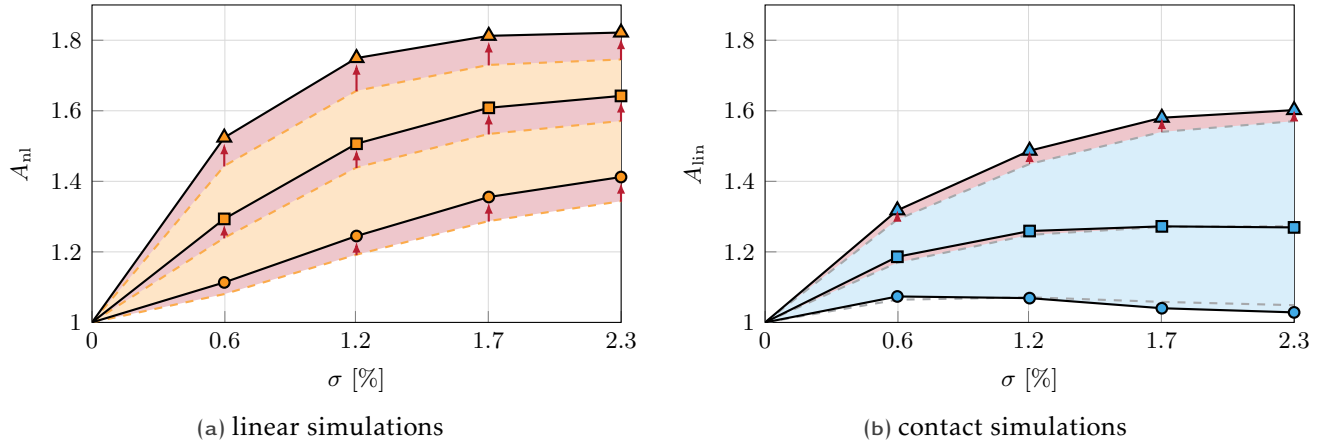 1.8
1.6
1.4
1.2
1
A_nl
0 0.6 1.2 1.7 2.3
σ [%]
(a) linear simulations
1.8
1.6
1.4
1.2
1
A_lin
0 0.6 1.2 1.7 2.3
σ [%]
(b) contact simulations